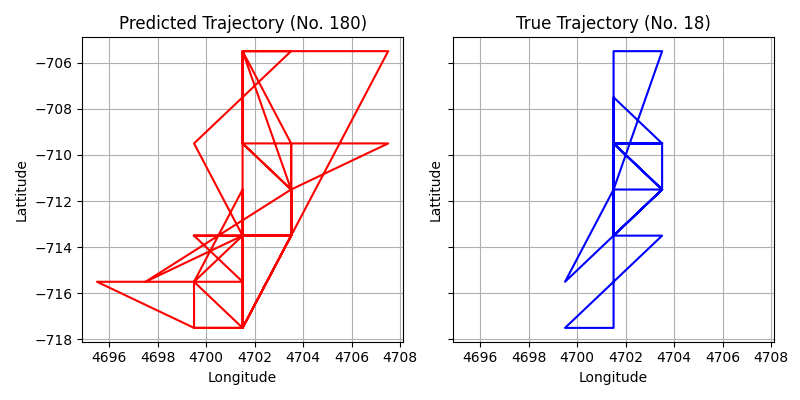 Predicted Trajectory (No. 180)
True Trajectory (No. 18)
Lattitude
−706
−708
−710
−712
−714
−716
−718
4696 4698 4700 4702 4704 4706 4708
Longitude
Lattitude
4696 4698 4700 4702 4704 4706 4708
Longitude